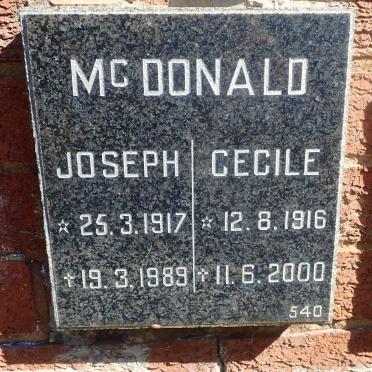 McDONALD
JOSEPH CECILE
☆ 25.3.1917 ☆ 12.8.1916
✝ 19.3.1989 ✝ 11.6.2000
540